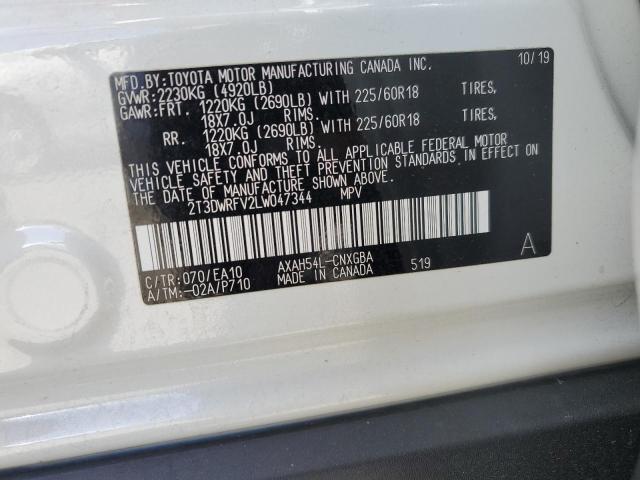 MFD.BY:TOYOTA MOTOR MANUFACTURING CANADA INC. 10/19
GVWR:2230KG (4920LB)
GAWR:FRT. 1220KG (2690LB) WITH 225/60R18 TIRES,
18X7.0J RIMS.
RR. 1220KG (2690LB) WITH 225/60R18 TIRES,
18X7.0J RIMS.
THIS VEHICLE CONFORMS TO ALL APPLICABLE FEDERAL MOTOR
VEHICLE SAFETY AND THEFT PREVENTION STANDARDS IN EFFECT ON
THE DATE OF MANUFACTURE SHOWN ABOVE.
2T3DWRFV2LW047344 MPV
C/TR:070/EA10 AXAH54L-CNXGBA 519 A
A/TM:-02A/P710 MADE IN CANADA